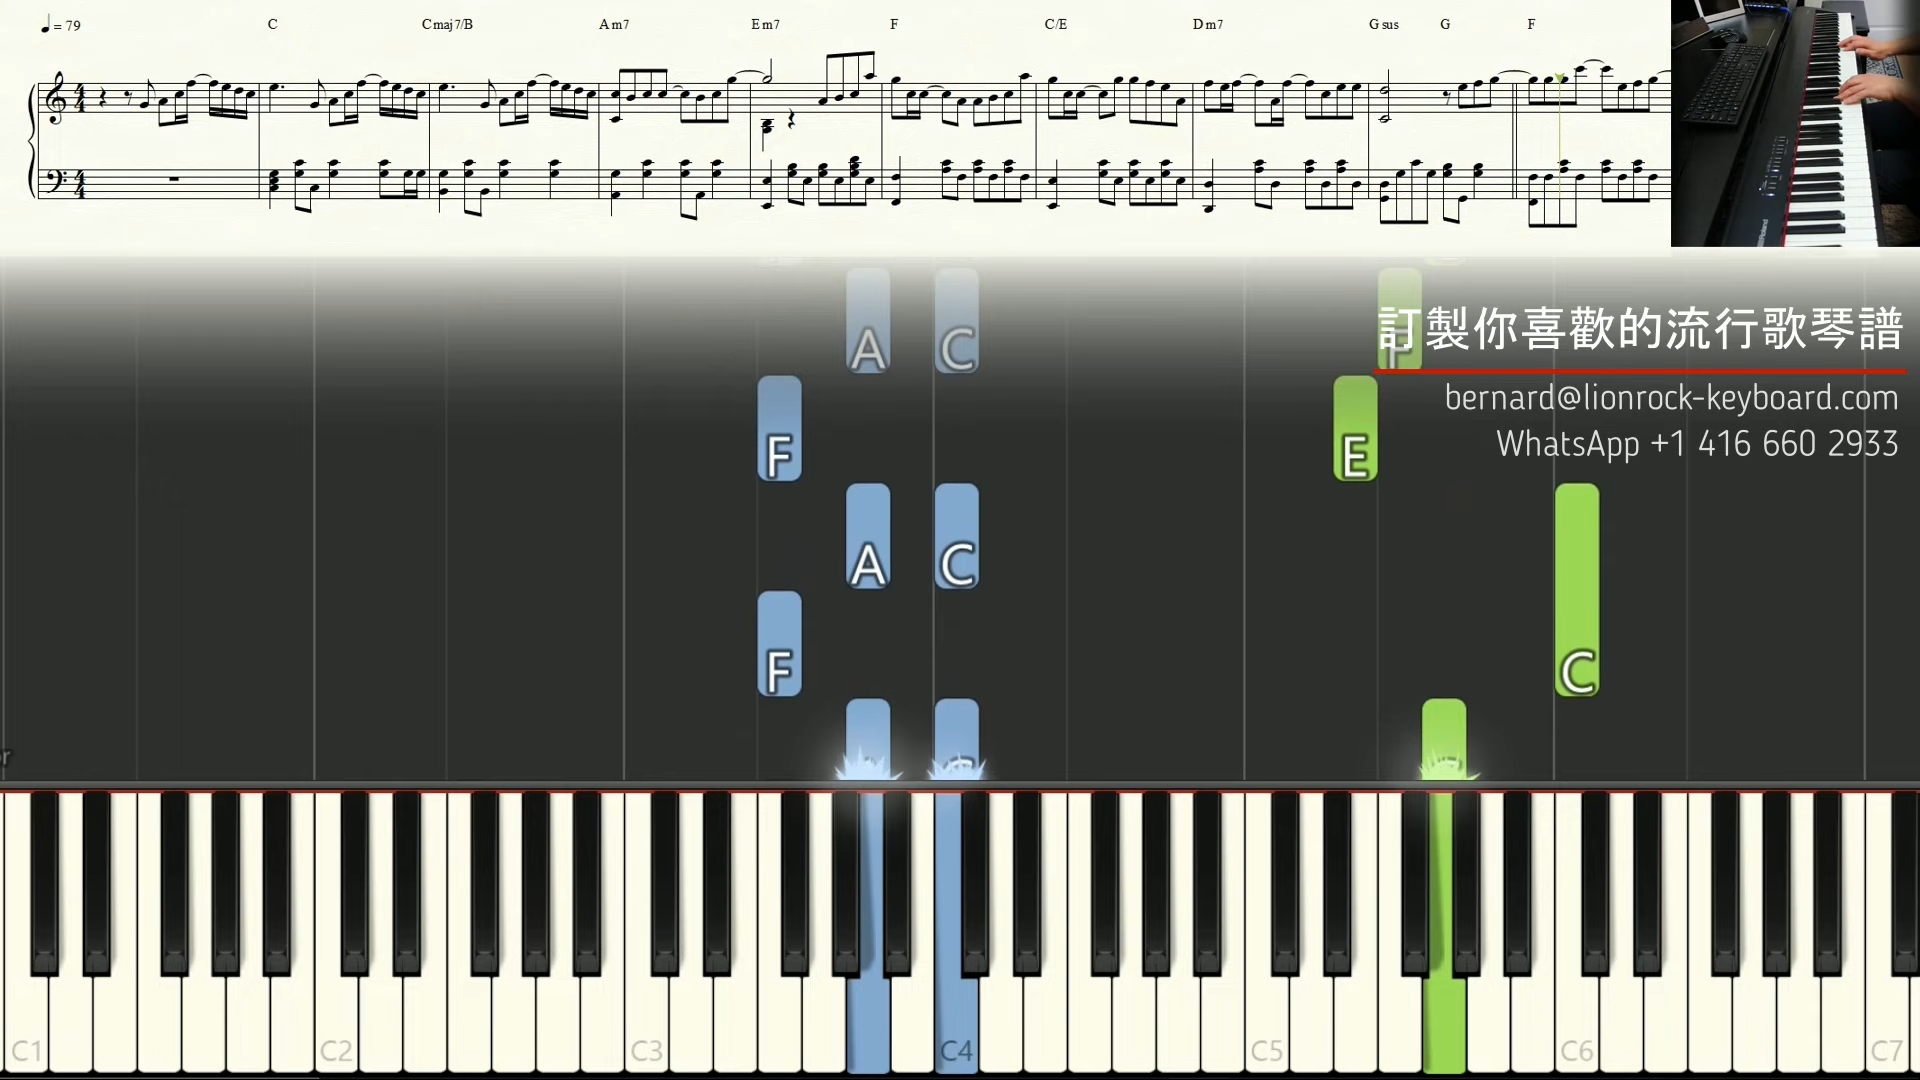 = 79
C Cmaj7/B Am7 Em7 F C/E Dm7 Gsus G F
A C
訂製你喜歡的流行歌琴譜
F
bernard@lionrock-keyboard.com
F E
WhatsApp +1 416 660 2933
A C
F C
C1 C2 C3 C4 C5 C6 C7